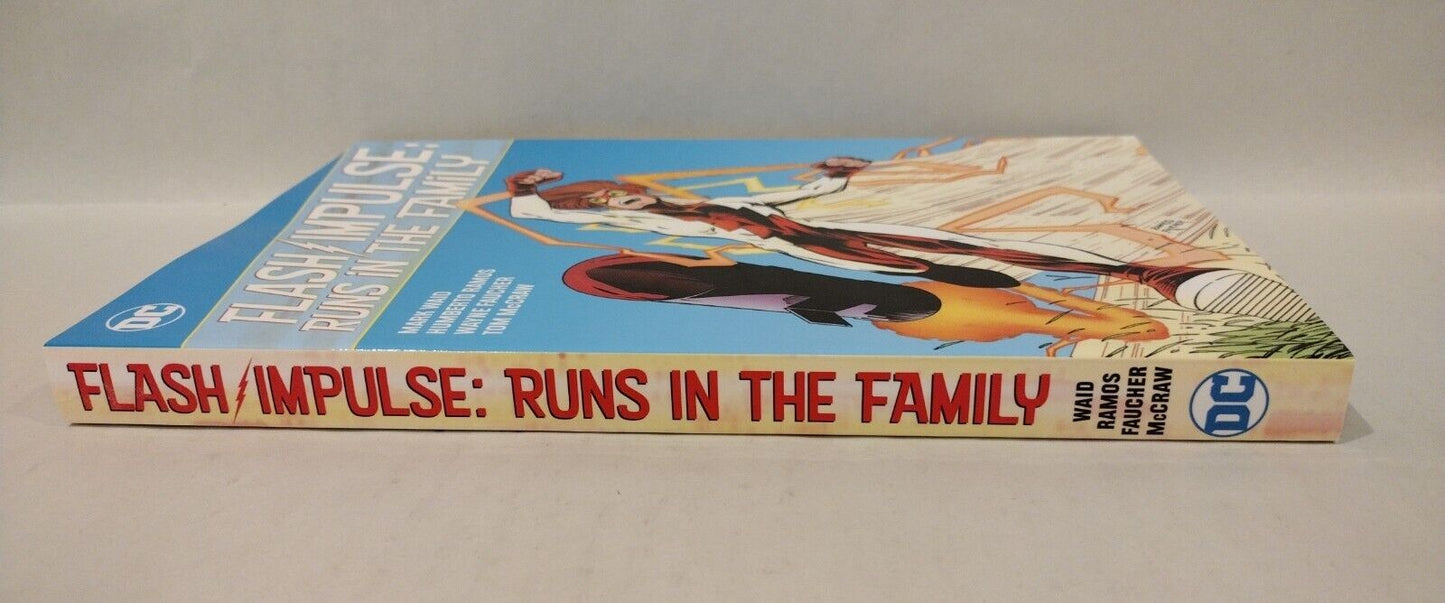 DC
FLASH/IMPULSE:
RUNS IN THE FAMILY
MARK WAID
HUMBERTO RAMOS
WAYNE FAUCHER
TOM McCRAW
FLASH/IMPULSE: RUNS IN THE FAMILY
WAID
RAMOS
FAUCHER
McCRAW
DC